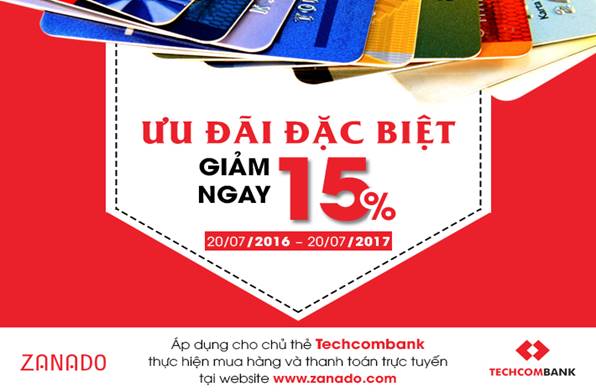 ƯU ĐÃI ĐẶC BIỆT
GIẢM
NGAY
15%
20/07/2016 – 20/07/2017
ZANADO
Áp dụng cho chủ thẻ Techcombank
thực hiện mua hàng và thanh toán trực tuyến
tại website www.zanado.com
TECHCOMBANK